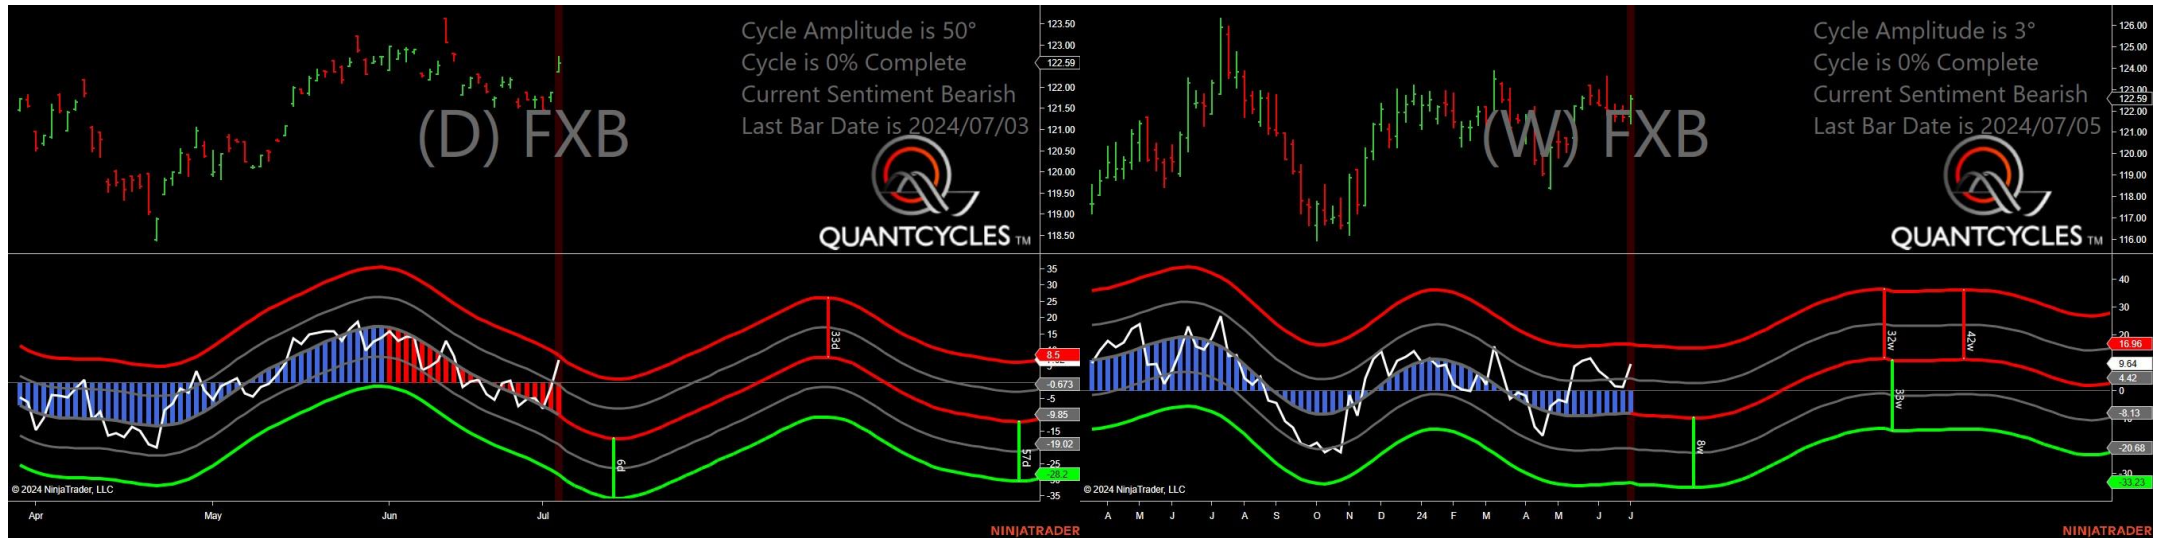 Cycle Amplitude is 50°
Cycle is 0% Complete
Current Sentiment Bearish
Last Bar Date is 2024/07/03
(D) FXB
QUANTCYCLES TM
123.50
123.00
122.59
122.00
121.50
121.00
120.50
120.00
119.50
119.00
118.50
35
30
25
20
15
8.5
-0.673
-5
-9.85
-15
-19.02
-25
-28.2
-35
33d
6d
57d
© 2024 NinjaTrader, LLC
Apr May Jun Jul
NINJATRADER
Cycle Amplitude is 3°
Cycle is 0% Complete
Current Sentiment Bearish
Last Bar Date is 2024/07/05
(W) FXB
QUANTCYCLES TM
126.00
125.00
124.00
123.00
122.59
122.00
121.00
120.00
119.00
118.00
117.00
116.00
40
30
20
16.96
9.64
4.42
0
-8.13
-20.68
-30
-33.23
32w
42w
38w
8w
© 2024 NinjaTrader, LLC
A M J J A S O N D 24 F M A M J J
NINJATRADER